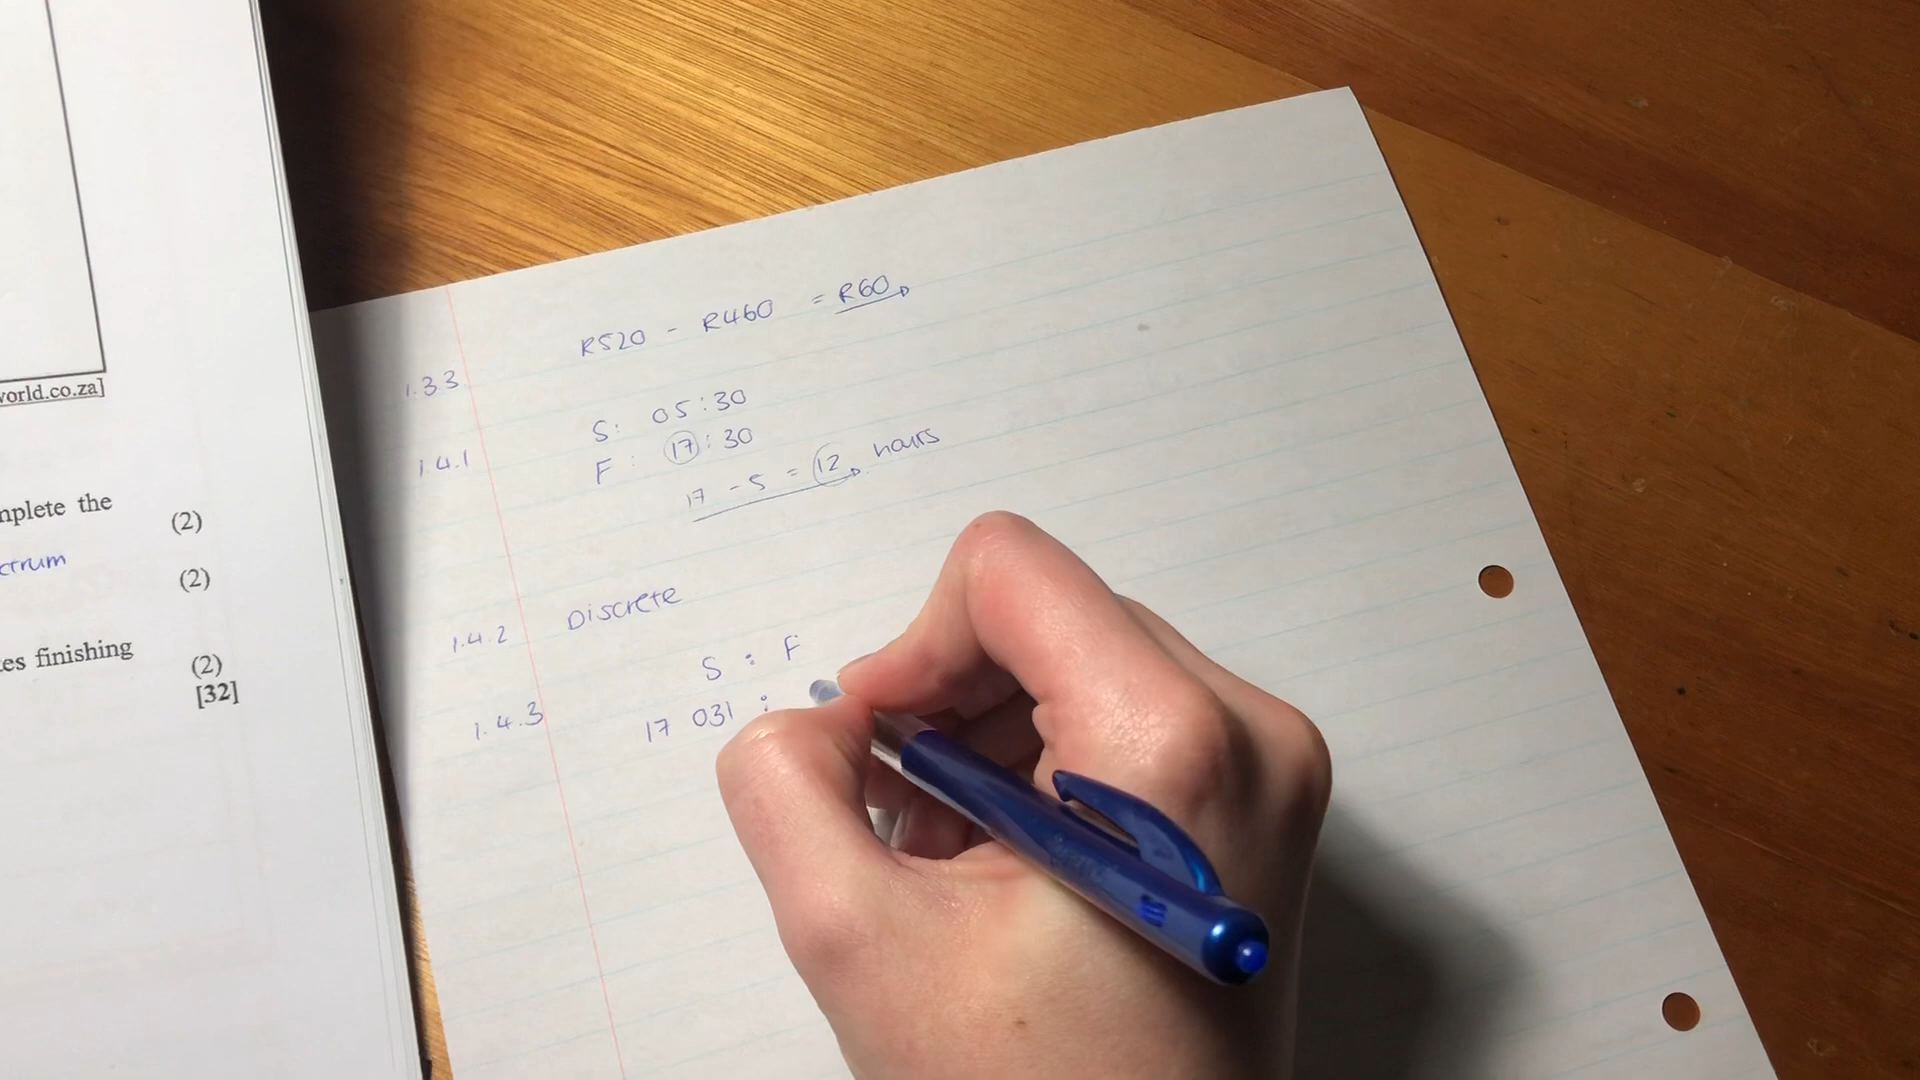 world.co.za]
mplete the
(2)
ctrum
(2)
es finishing
(2)
[32]
R520 - R460 = R60
1.3.3
S: 05:30
1.4.1
F: 17:30
17 - 5 = 12 hours
1.4.2 Discrete
S : F
1.4.3 17 031 :